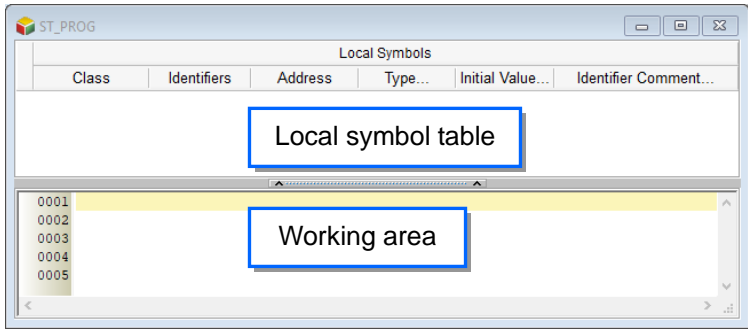 ST_PROG
Local Symbols
Class Identifiers Address Type... Initial Value... Identifier Comment...
Local symbol table
0001
0002
0003
0004
0005
Working area